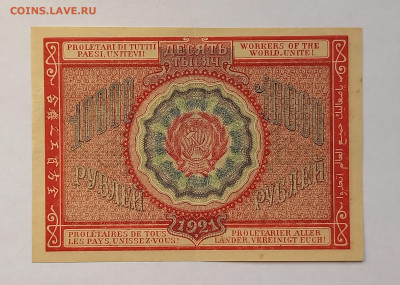 COINS.LAVE.RU
PROLETARI DI TUTTI I
PAESI, UNITEVI!
ДЕСЯТЬ
ТЫСЯЧ
WORKERS OF THE
WORLD, UNITE!
10000
10000
РУБЛЕЙ
РУБЛЕЙ
1921
PROLÉTAIRES DE TOUS
LES PAYS, UNISSEZ-VOUS!
PROLETARIER ALLER
LÄNDER, VEREINIGT EUCH!